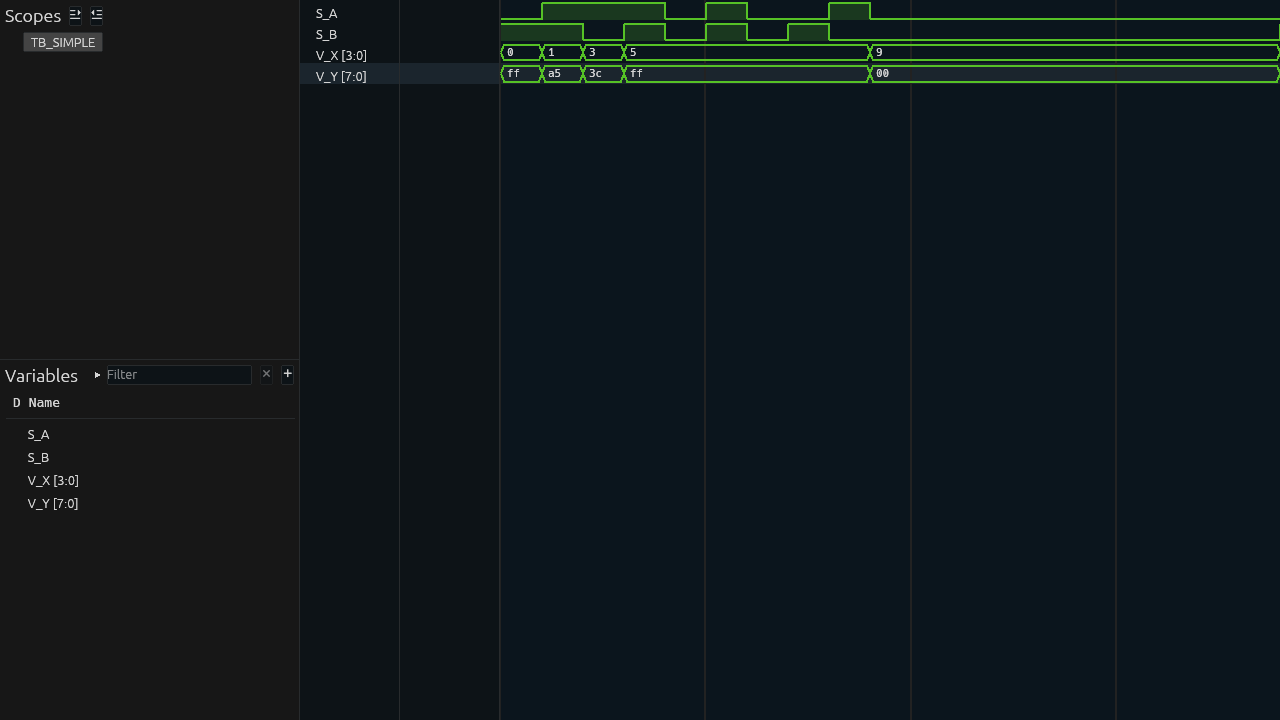 Scopes
TB_SIMPLE
Variables Filter × +
D Name
S_A
S_B
V_X [3:0]
V_Y [7:0]
S_A
S_B
V_X [3:0] 0 1 3 5 9
V_Y [7:0] ff a5 3c ff 00